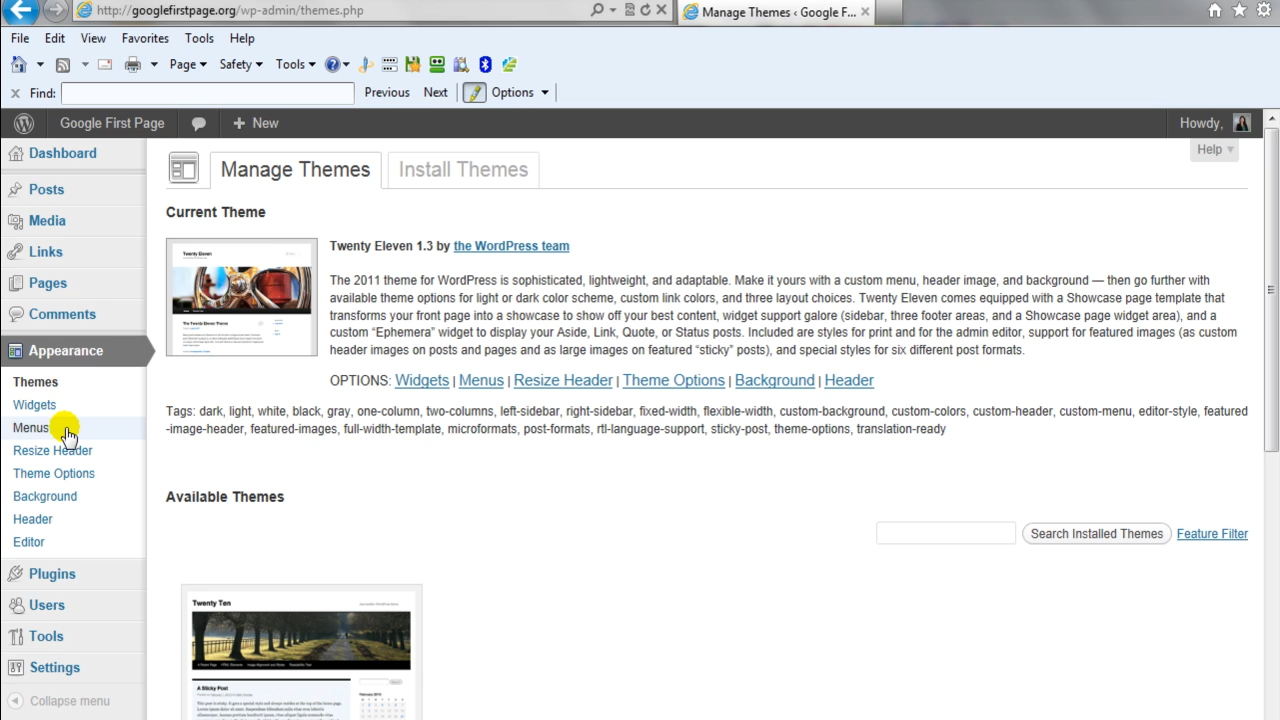 http://googlefirstpage.org/wp-admin/themes.php
Manage Themes ‹ Google F...
File Edit View Favorites Tools Help
Page Safety Tools
Find: Previous Next Options
Google First Page New Howdy,
Help
Dashboard
Posts
Media
Links
Pages
Comments
Appearance
Themes
Widgets
Menus
Resize Header
Theme Options
Background
Header
Editor
Plugins
Users
Tools
Settings
Collapse menu
Manage Themes Install Themes
Current Theme
Twenty Eleven
Twenty Eleven 1.3 by the WordPress team
The 2011 theme for WordPress is sophisticated, lightweight, and adaptable. Make it yours with a custom menu, header image, and background — then go further with
available theme options for light or dark color scheme, custom link colors, and three layout choices. Twenty Eleven comes equipped with a Showcase page template that
transforms your front page into a showcase to show off your best content, widget support galore (sidebar, three footer areas, and a Showcase page widget area), and a
custom “Ephemera” widget to display your Aside, Link, Quote, or Status posts. Included are styles for print and for the admin editor, support for featured images (as custom
header images on posts and pages and as large images on featured “sticky” posts), and special styles for six different post formats.
OPTIONS: Widgets | Menus | Resize Header | Theme Options | Background | Header
Tags: dark, light, white, black, gray, one-column, two-columns, left-sidebar, right-sidebar, fixed-width, flexible-width, custom-background, custom-colors, custom-header, custom-menu, editor-style, featured
-image-header, featured-images, full-width-template, microformats, post-formats, rtl-language-support, sticky-post, theme-options, translation-ready
Available Themes
Search Installed Themes Feature Filter
Twenty Ten
A Sticky Post